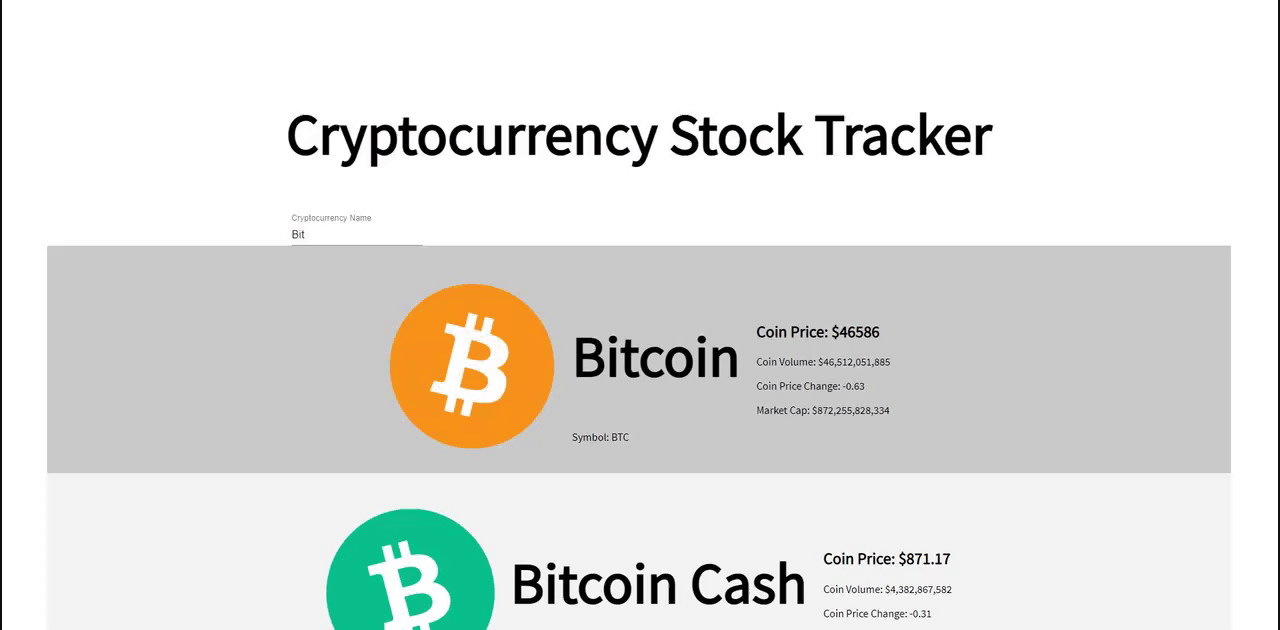 Cryptocurrency Stock Tracker
Cryptocurrency Name
Bit
Bitcoin
Symbol: BTC
Coin Price: $46586
Coin Volume: $46,512,051,885
Coin Price Change: -0.63
Market Cap: $872,255,828,334
Bitcoin Cash
Coin Price: $871.17
Coin Volume: $4,382,867,582
Coin Price Change: -0.31